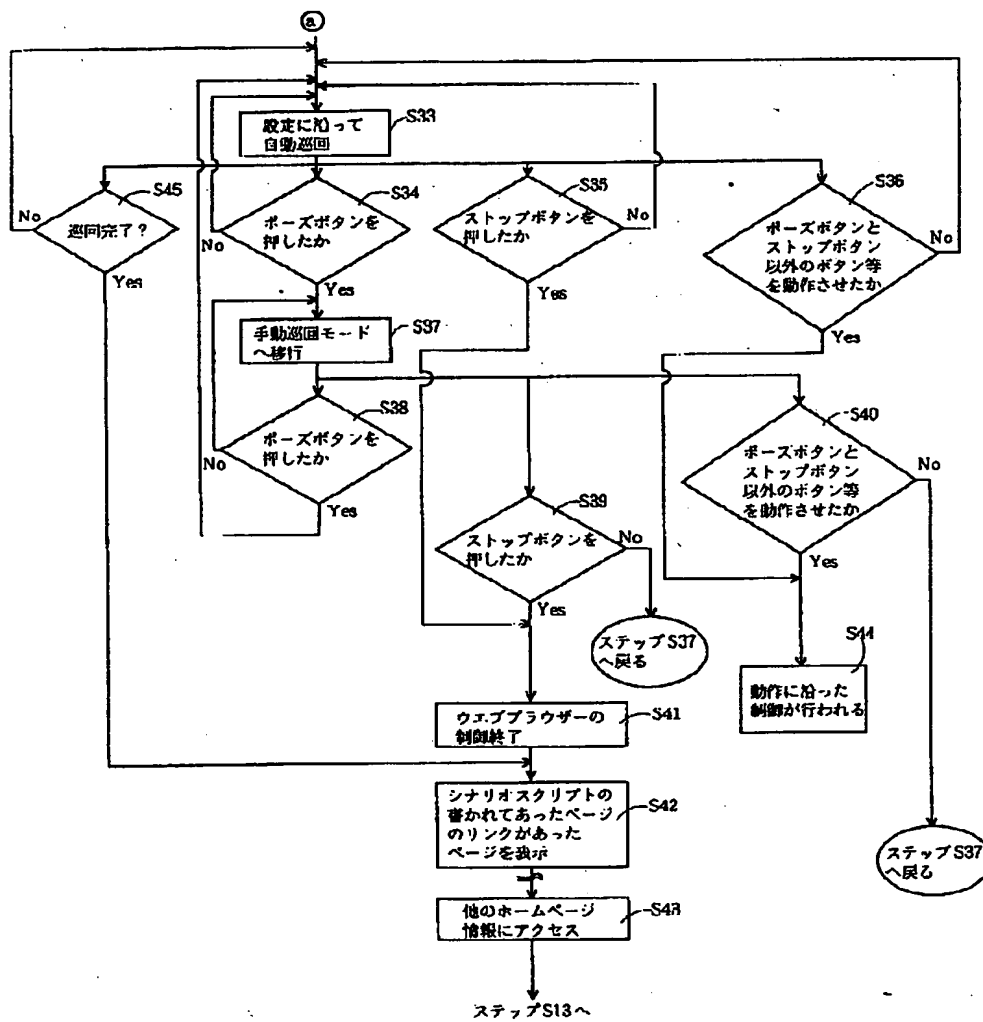 a
設定に沿って
自動巡回
S33
S45
巡回完了？
No
Yes
S34
ポーズボタンを
押したか
No
Yes
S35
ストップボタンを
押したか
No
Yes
S36
ポーズボタンと
ストップボタン
以外のボタン等
を動作させたか
No
Yes
手動巡回モード
へ移行
S37
S38
ポーズボタンを
押したか
No
Yes
S39
ストップボタンを
押したか
No
Yes
S40
ポーズボタンと
ストップボタン
以外のボタン等
を動作させたか
No
Yes
ステップS37
へ戻る
S44
動作に沿った
制御が行われる
ウエブブラウザーの
制御終了
S41
シナリオスクリプトの
書かれてあったページ
のリンクがあった
ページを表示
S42
ステップS37
へ戻る
他のホームページ
情報にアクセス
S43
ステップS13へ